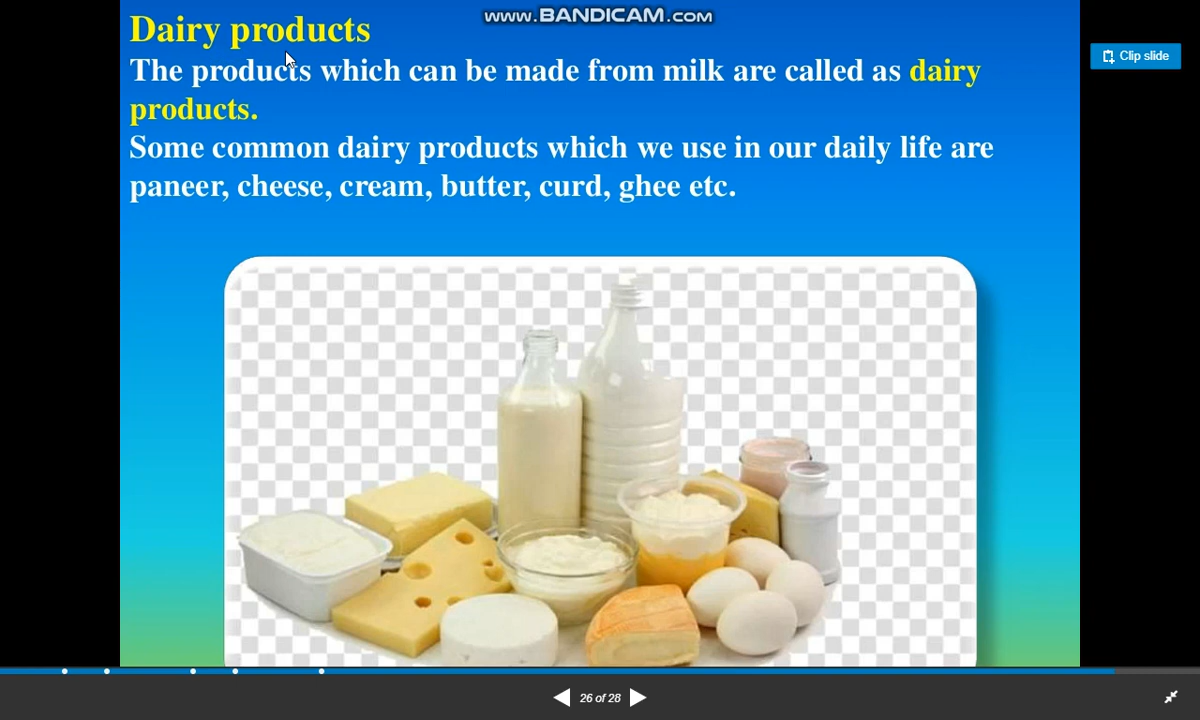 www.BANDICAM.com
Dairy products
The products which can be made from milk are called as dairy
products.
Some common dairy products which we use in our daily life are
paneer, cheese, cream, butter, curd, ghee etc.
Clip slide
26 of 28